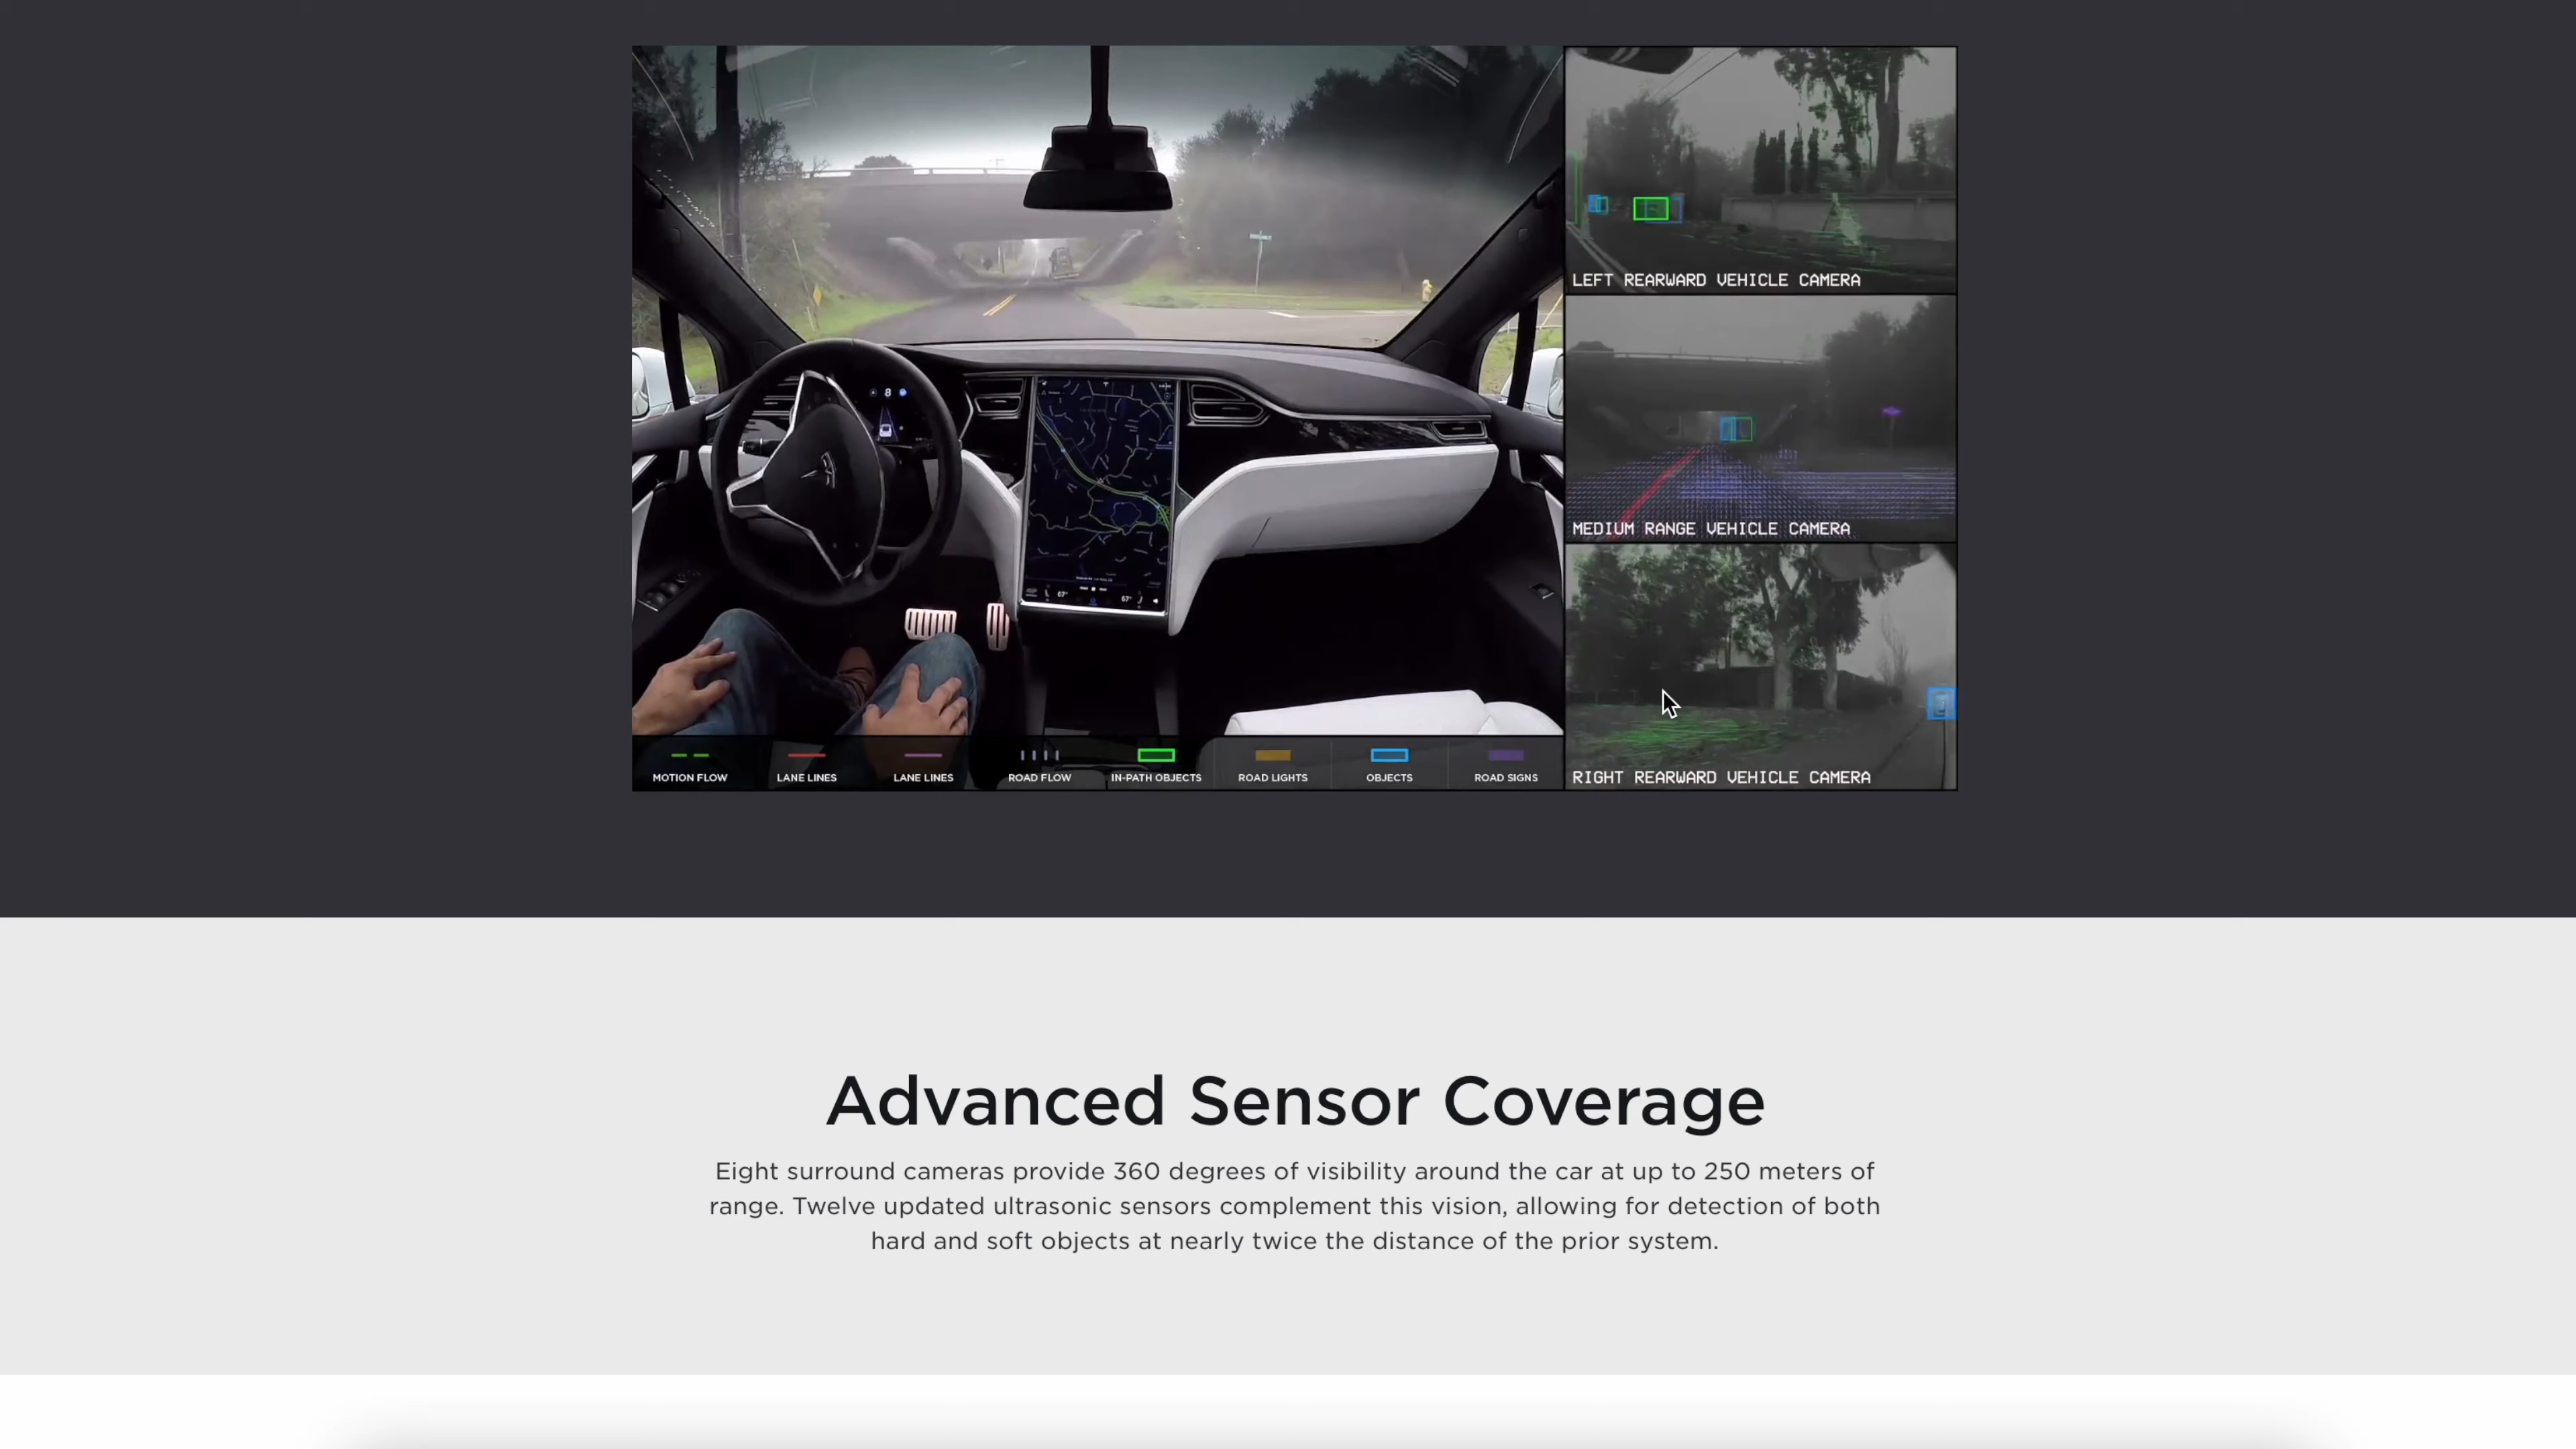 LEFT REARWARD VEHICLE CAMERA
MEDIUM RANGE VEHICLE CAMERA
RIGHT REARWARD VEHICLE CAMERA
8
67°
67°
MOTION FLOW
LANE LINES
LANE LINES
ROAD FLOW
IN-PATH OBJECTS
ROAD LIGHTS
OBJECTS
ROAD SIGNS
Advanced Sensor Coverage
Eight surround cameras provide 360 degrees of visibility around the car at up to 250 meters of
range. Twelve updated ultrasonic sensors complement this vision, allowing for detection of both
hard and soft objects at nearly twice the distance of the prior system.